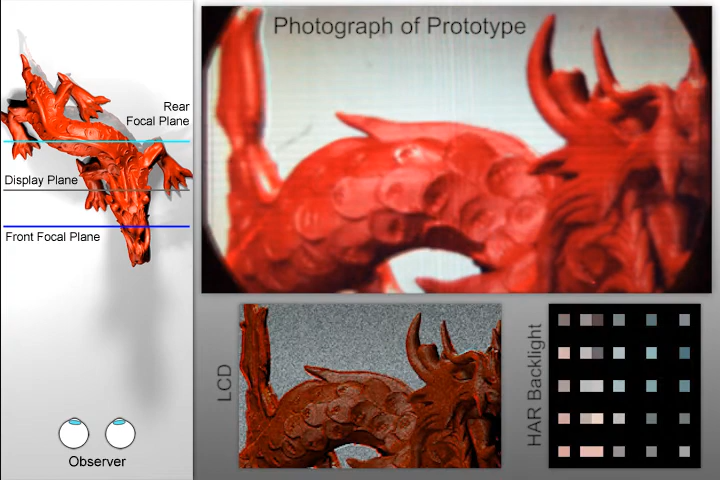 Photograph of Prototype
Rear
Focal Plane
Display Plane
Front Focal Plane
Observer
LCD
HAR Backlight